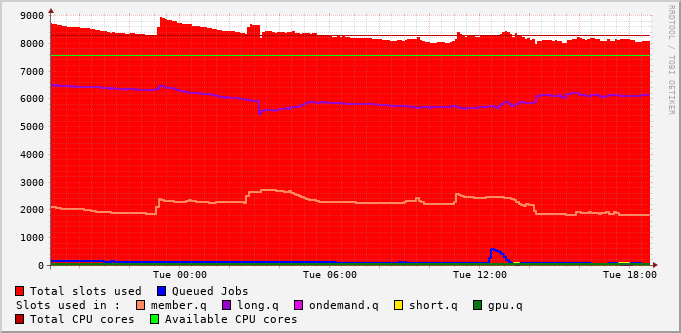 9000
8000
7000
6000
5000
4000
3000
2000
1000
0
Tue 00:00 Tue 06:00 Tue 12:00 Tue 18:00
RRDTOOL / TOBI OETIKER
Total slots used Queued Jobs
Slots used in : member.q long.q ondemand.q short.q gpu.q
Total CPU cores Available CPU cores